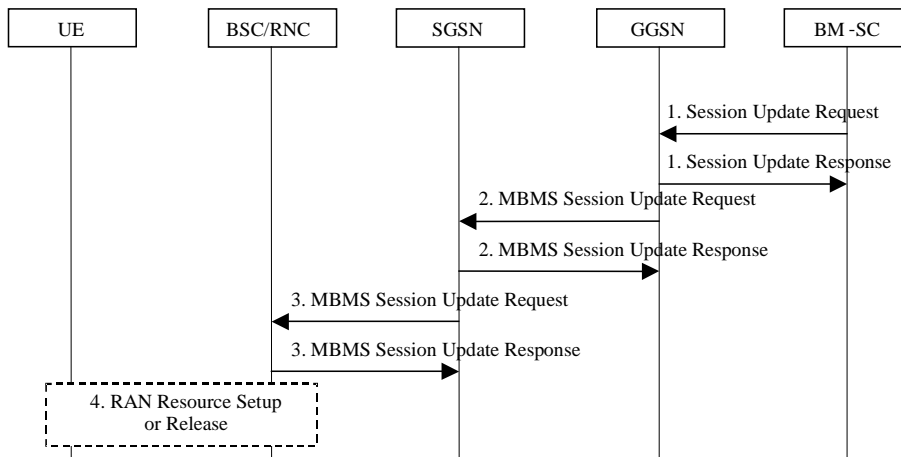 UE
BSC/RNC
SGSN
GGSN
BM -SC
1. Session Update Request
1. Session Update Response
2. MBMS Session Update Request
2. MBMS Session Update Response
3. MBMS Session Update Request
3. MBMS Session Update Response
4. RAN Resource Setup
or Release